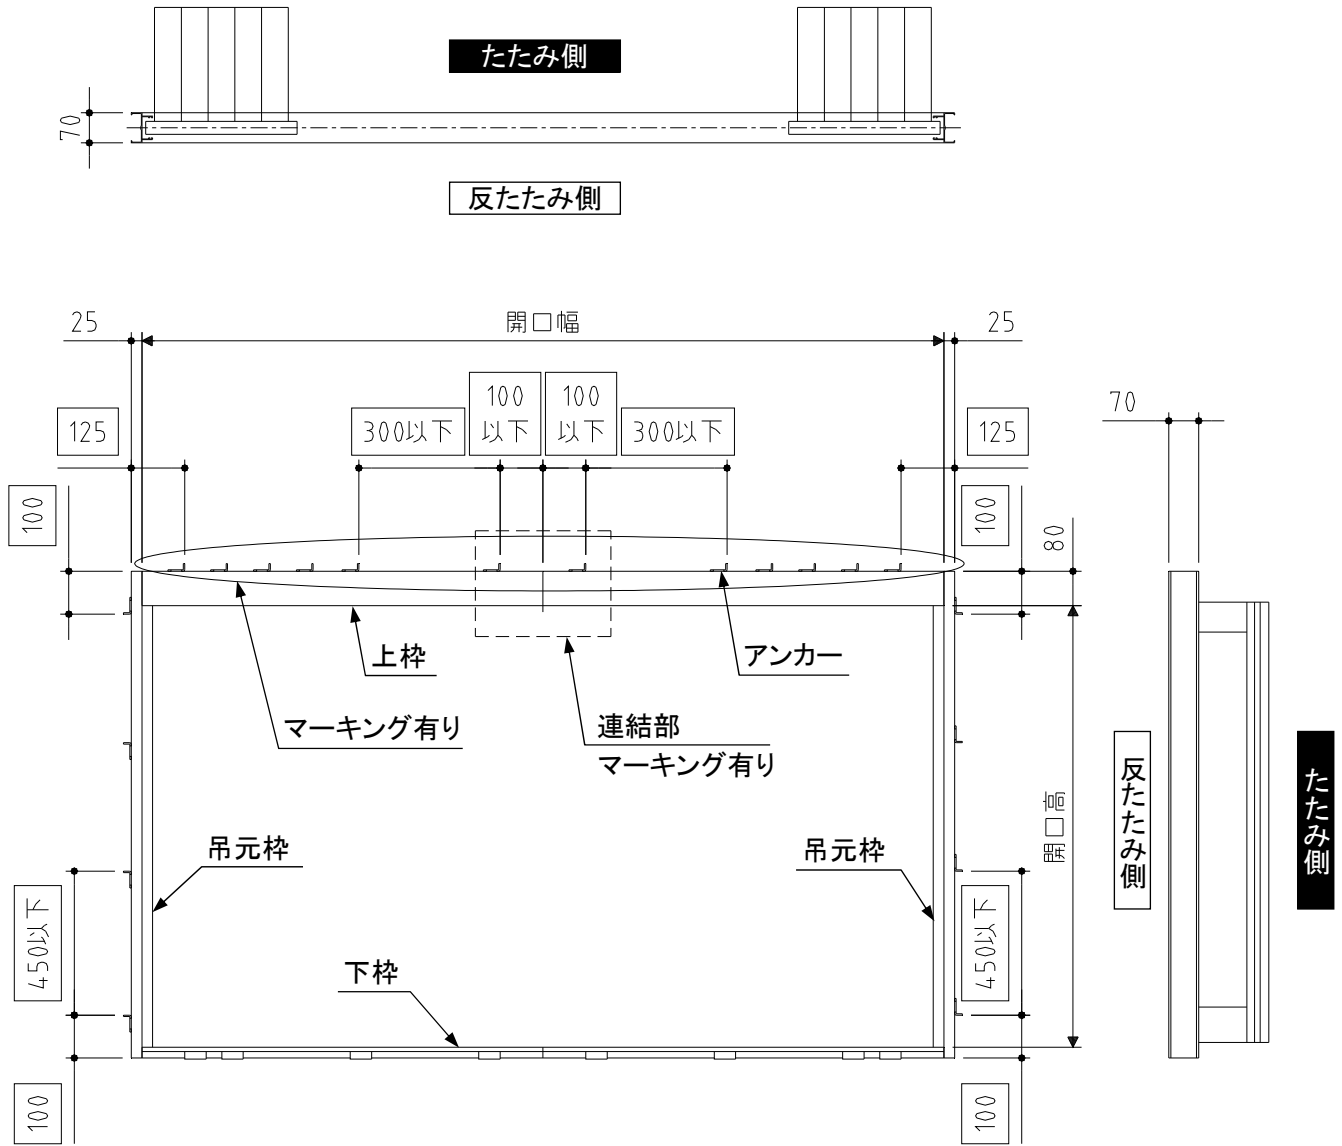 たたみ側
70
反たたみ側
25
開口幅
25
125
300以下
100
以下
100
以下
300以下
125
70
100
100
80
上枠
アンカー
マーキング有り
連結部
マーキング有り
吊元枠
吊元枠
開口高
反たたみ側
たたみ側
450以下
450以下
下枠
100
100